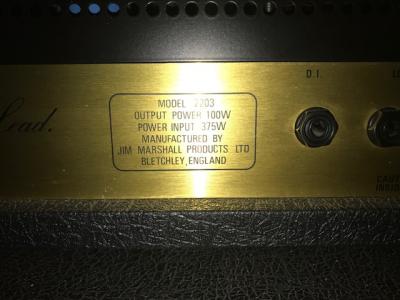 Lead.
MODEL 2203
OUTPUT POWER 100W
POWER INPUT 375W
MANUFACTURED BY
JIM MARSHALL PRODUCTS LTD
BLETCHLEY, ENGLAND
D.I.